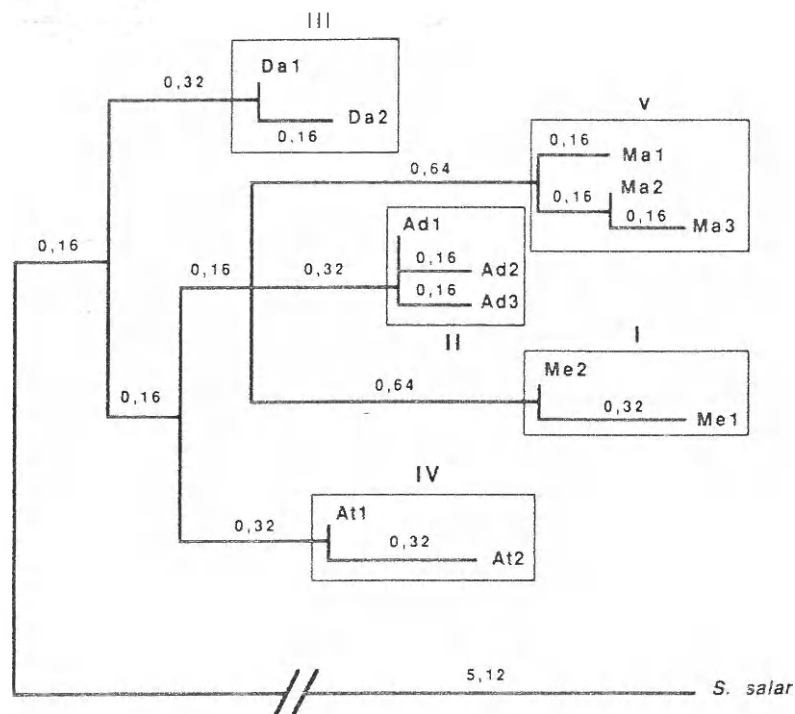 III
Da1
0,32
Da2
0,16
V
0,16
Ma1
0,64
Ma2
0,16
0,16
Ma3
Ad1
0,16
0,16
0,32
0,16
Ad2
0,16
Ad3
II
I
Me2
0,16
0,64
0,32
Me1
IV
At1
0,32
0,32
At2
5,12
S. salar